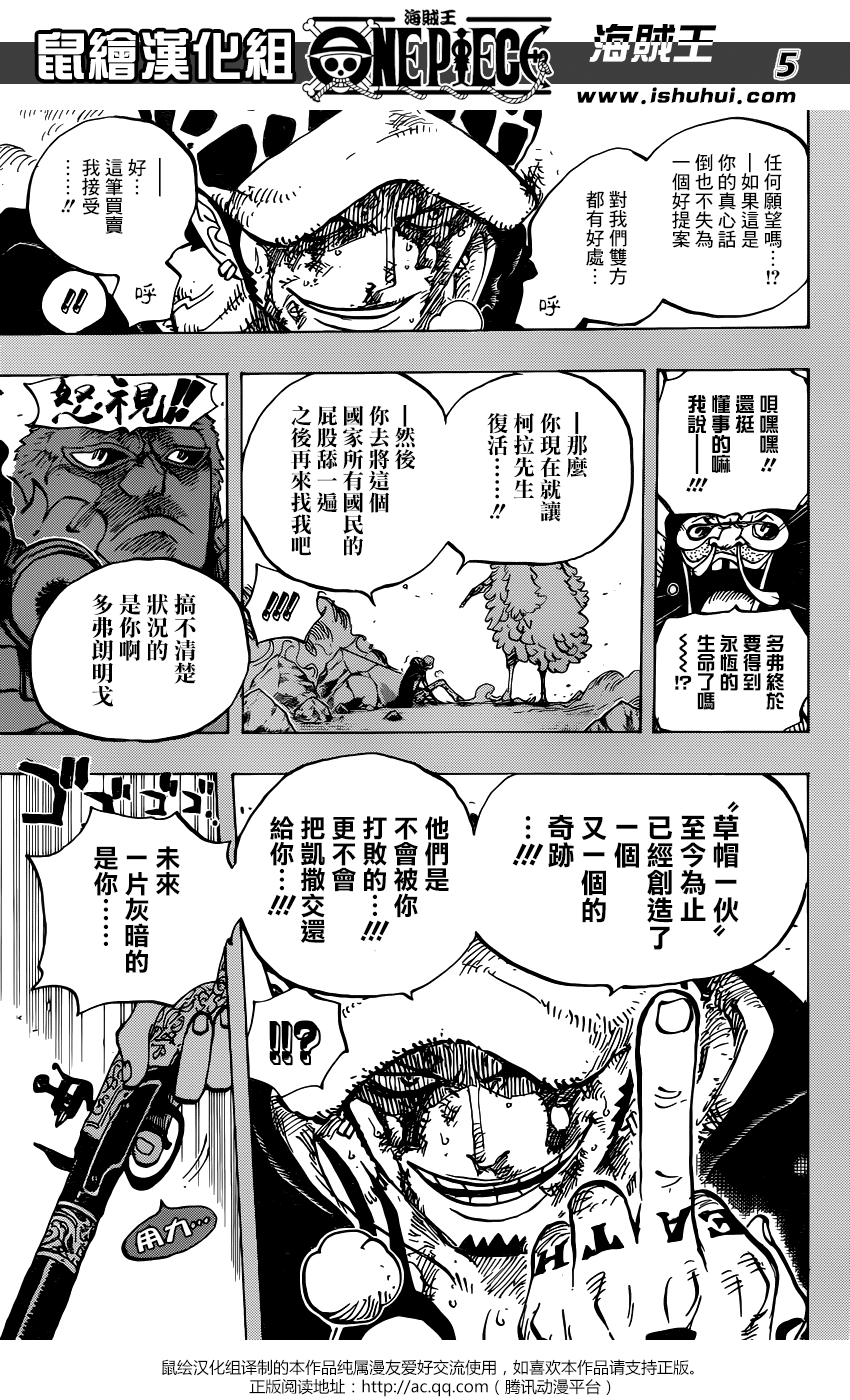 鼠繪漢化組
海賊王
ONE PIECE
海賊王
5
www.ishuhui.com
任何願望嗎…!?
—如果這是
你的真心話
倒也不失為
一個好提案
對我們雙方
都有好處…
呼
—
好…
這筆買賣
我接受
……!!
呼
!!
唄嘿嘿!!
還挺
懂事的嘛
我說—
!!!
多弗終於
要得到
永恆的
生命了嗎
~~~!?
—那麼
你現在就讓
柯拉先生
復活……!!
—然後
你去將這個
國家所有國民的
屁股舔一遍
之後再來找我吧
!!!
怒視!!
搞不清楚
狀況的
是你啊
多弗朗明戈
〝草帽一伙〞
至今為止
已經創造了
一個
又一個的
奇跡
…!!!
他們是
不會被你
打敗的…!!!
更不會
把凱撒交還
給你…!!!
!!?
EATH
ゴゴゴゴ
未來
一片灰暗的
是你……
用力…
鼠绘汉化组译制的本作品纯属漫友爱好交流使用，如喜欢本作品请支持正版。
正版阅读地址：http://ac.qq.com（腾讯动漫平台）